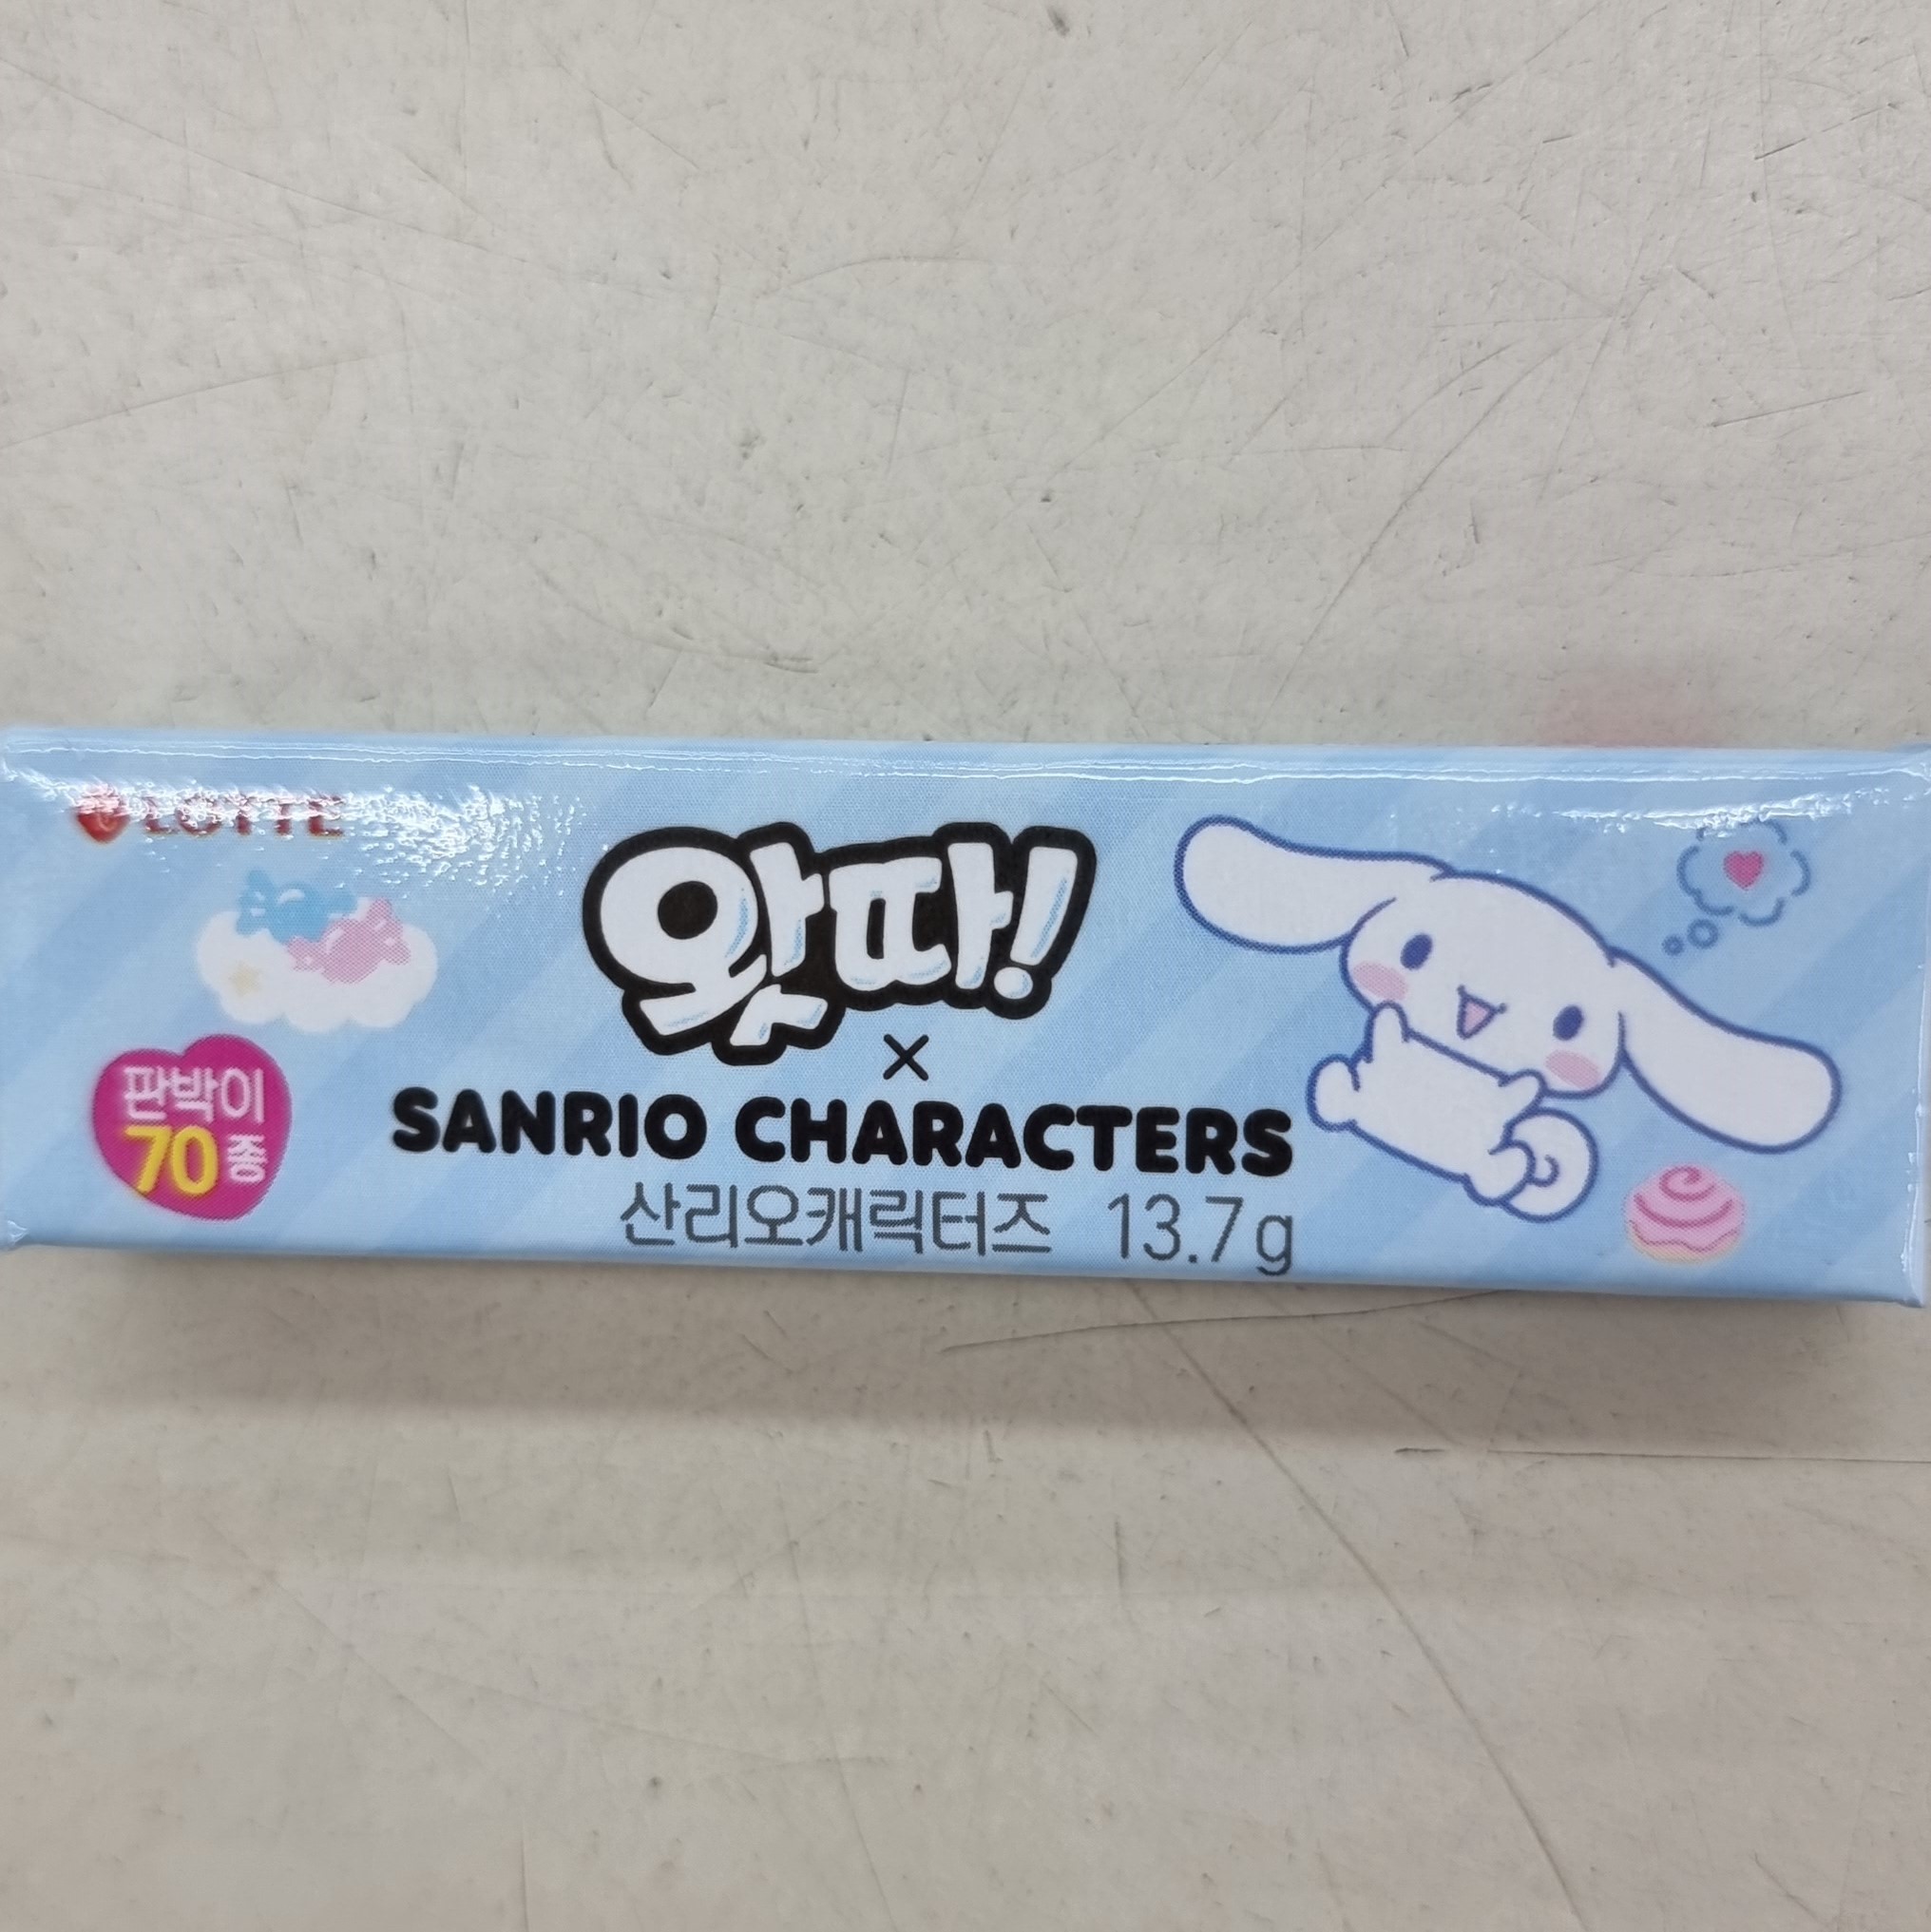 LOTTE
왓따!
×
SANRIO CHARACTERS
산리오캐릭터즈 13.7g
판박이
70종